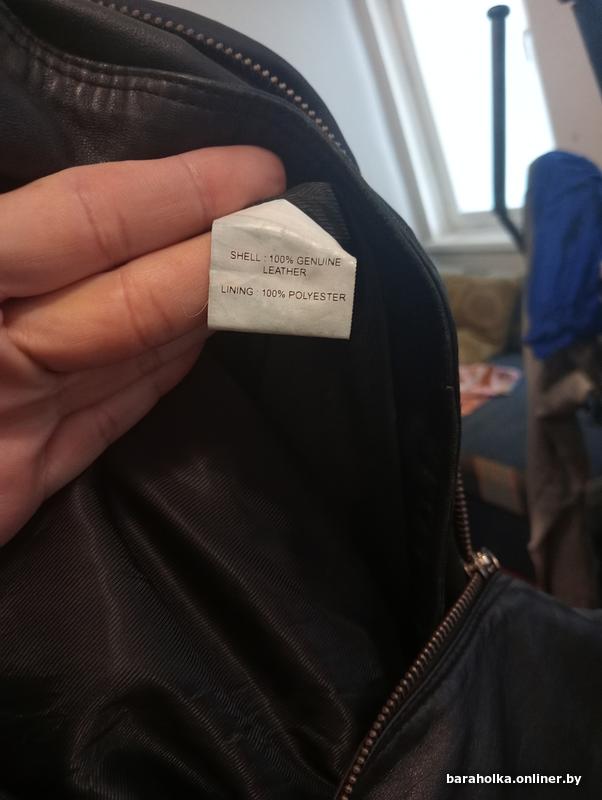 SHELL : 100% GENUINE
LEATHER
LINING : 100% POLYESTER
baraholka.onliner.by